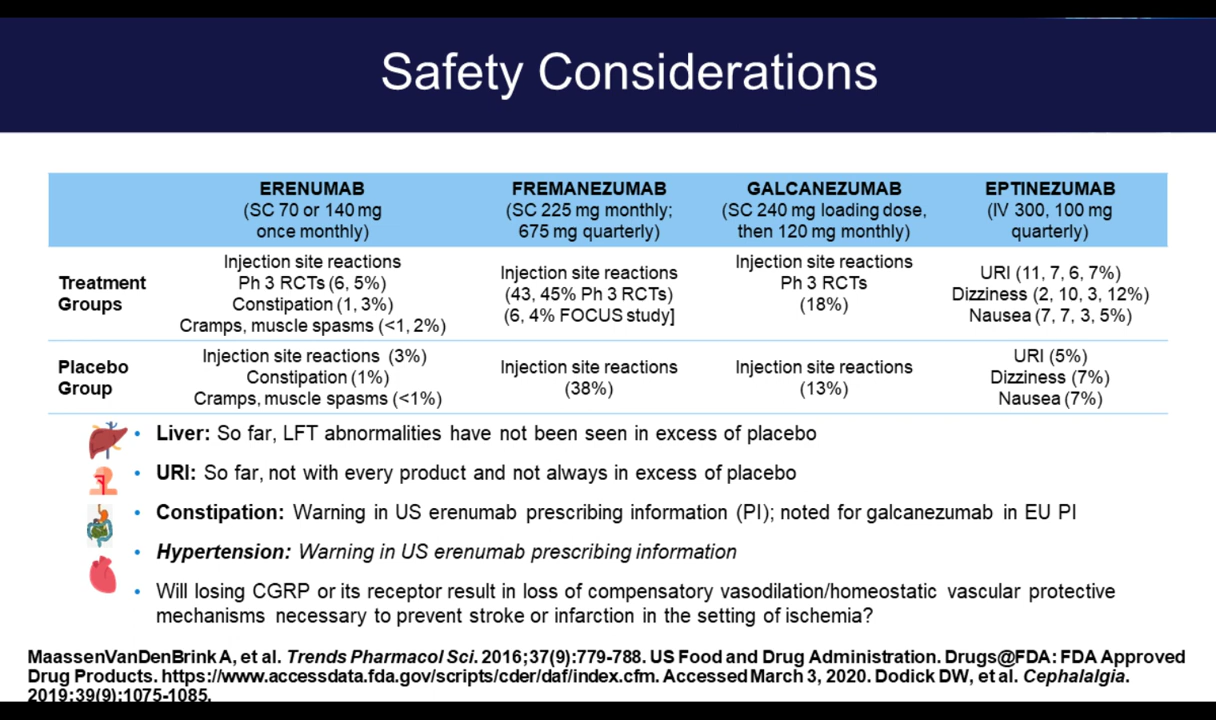 Safety Considerations
ERENUMAB
(SC 70 or 140 mg
once monthly)
FREMANEZUMAB
(SC 225 mg monthly;
675 mg quarterly)
GALCANEZUMAB
(SC 240 mg loading dose,
then 120 mg monthly)
EPTINEZUMAB
(IV 300, 100 mg
quarterly)
Treatment
Groups
Injection site reactions
Ph 3 RCTs (6, 5%)
Constipation (1, 3%)
Cramps, muscle spasms (<1, 2%)
Injection site reactions
(43, 45% Ph 3 RCTs)
(6, 4% FOCUS study]
Injection site reactions
Ph 3 RCTs
(18%)
URI (11, 7, 6, 7%)
Dizziness (2, 10, 3, 12%)
Nausea (7, 7, 3, 5%)
Placebo
Group
Injection site reactions (3%)
Constipation (1%)
Cramps, muscle spasms (<1%)
Injection site reactions
(38%)
Injection site reactions
(13%)
URI (5%)
Dizziness (7%)
Nausea (7%)
• Liver: So far, LFT abnormalities have not been seen in excess of placebo
• URI: So far, not with every product and not always in excess of placebo
• Constipation: Warning in US erenumab prescribing information (PI); noted for galcanezumab in EU PI
• Hypertension: Warning in US erenumab prescribing information
• Will losing CGRP or its receptor result in loss of compensatory vasodilation/homeostatic vascular protective
mechanisms necessary to prevent stroke or infarction in the setting of ischemia?
MaassenVanDenBrink A, et al. Trends Pharmacol Sci. 2016;37(9):779-788. US Food and Drug Administration. Drugs@FDA: FDA Approved
Drug Products. https://www.accessdata.fda.gov/scripts/cder/daf/index.cfm. Accessed March 3, 2020. Dodick DW, et al. Cephalalgia.
2019;39(9):1075-1085.